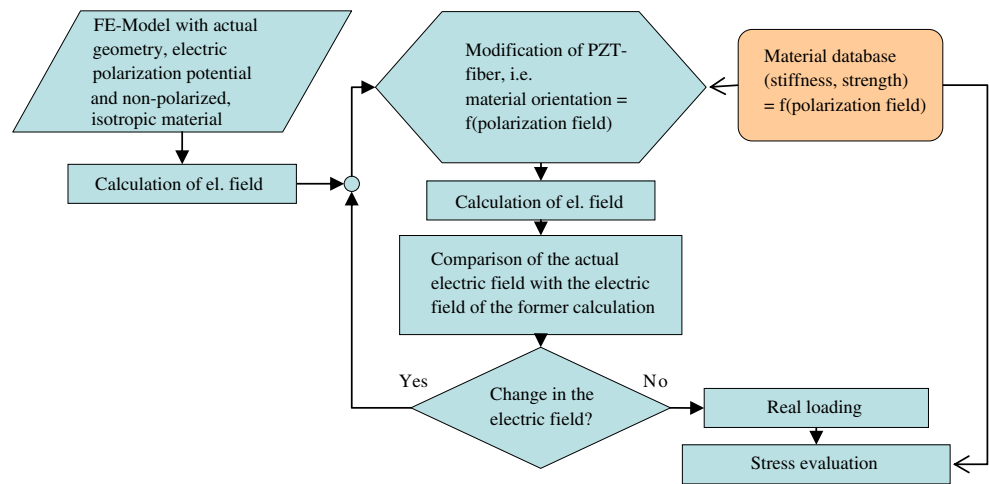 FE-Model with actual
geometry, electric
polarization potential
and non-polarized,
isotropic material
Calculation of el. field
Modification of PZT-
fiber, i.e.
material orientation =
f(polarization field)
Material database
(stiffness, strength)
= f(polarization field)
Calculation of el. field
Comparison of the actual
electric field with the electric
field of the former calculation
Yes
Change in the
electric field?
No
Real loading
Stress evaluation